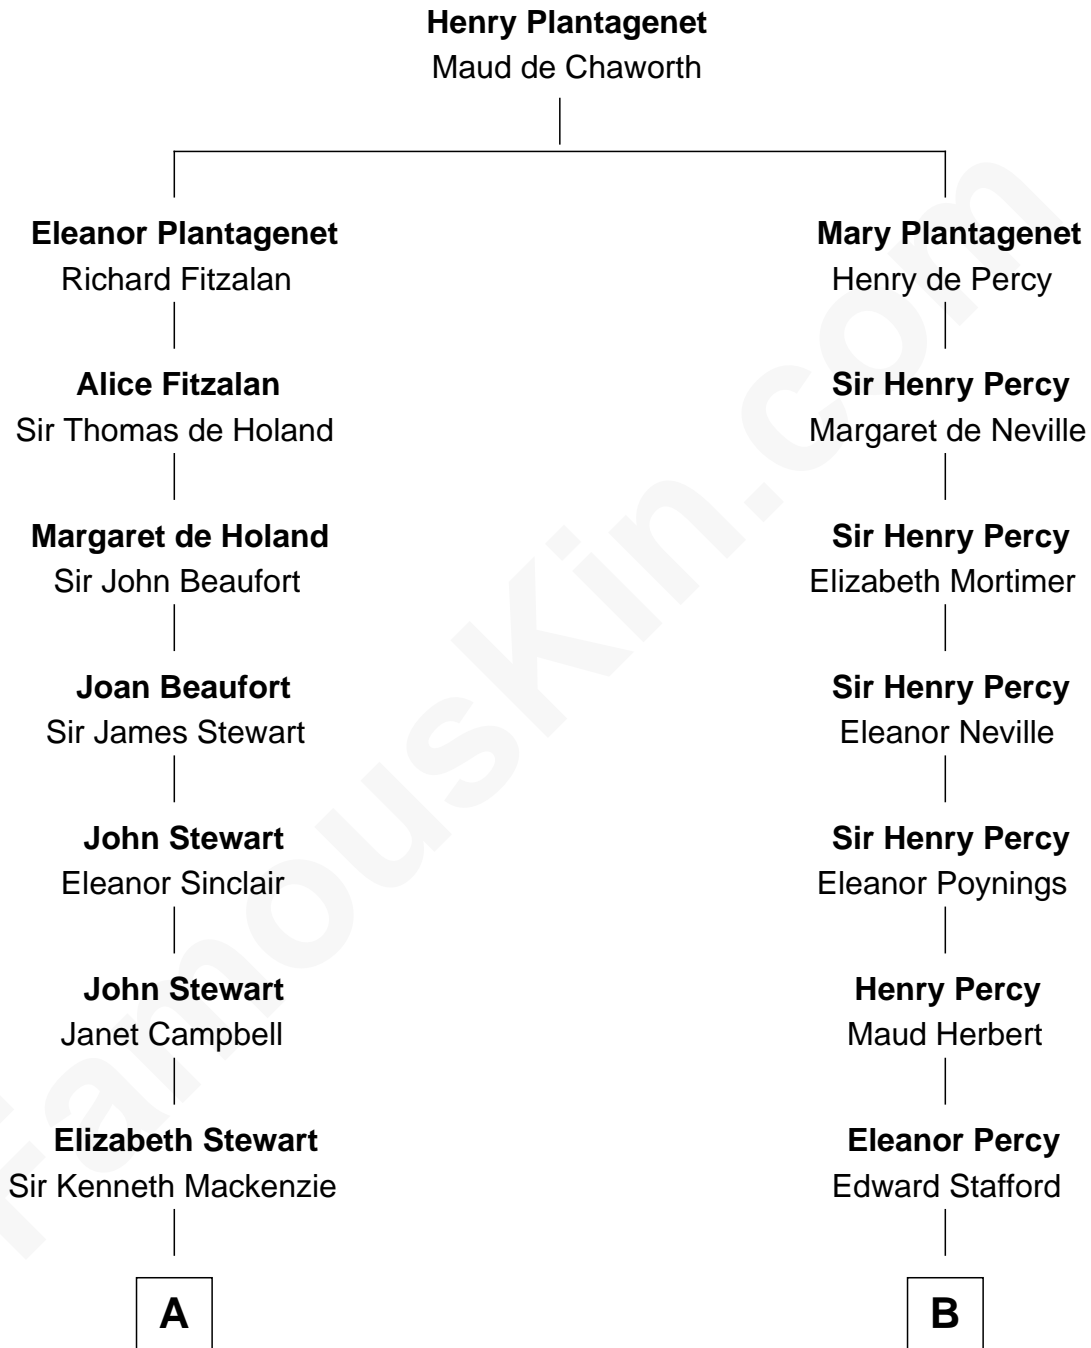 Henry Plantagenet
Maud de Chaworth
Eleanor Plantagenet
Richard Fitzalan
Mary Plantagenet
Henry de Percy
Alice Fitzalan
Sir Thomas de Holand
Sir Henry Percy
Margaret de Neville
Margaret de Holand
Sir John Beaufort
Sir Henry Percy
Elizabeth Mortimer
Joan Beaufort
Sir James Stewart
Sir Henry Percy
Eleanor Neville
John Stewart
Eleanor Sinclair
Sir Henry Percy
Eleanor Poynings
John Stewart
Janet Campbell
Henry Percy
Maud Herbert
Elizabeth Stewart
Sir Kenneth Mackenzie
Eleanor Percy
Edward Stafford
A
B
FamousKin.com